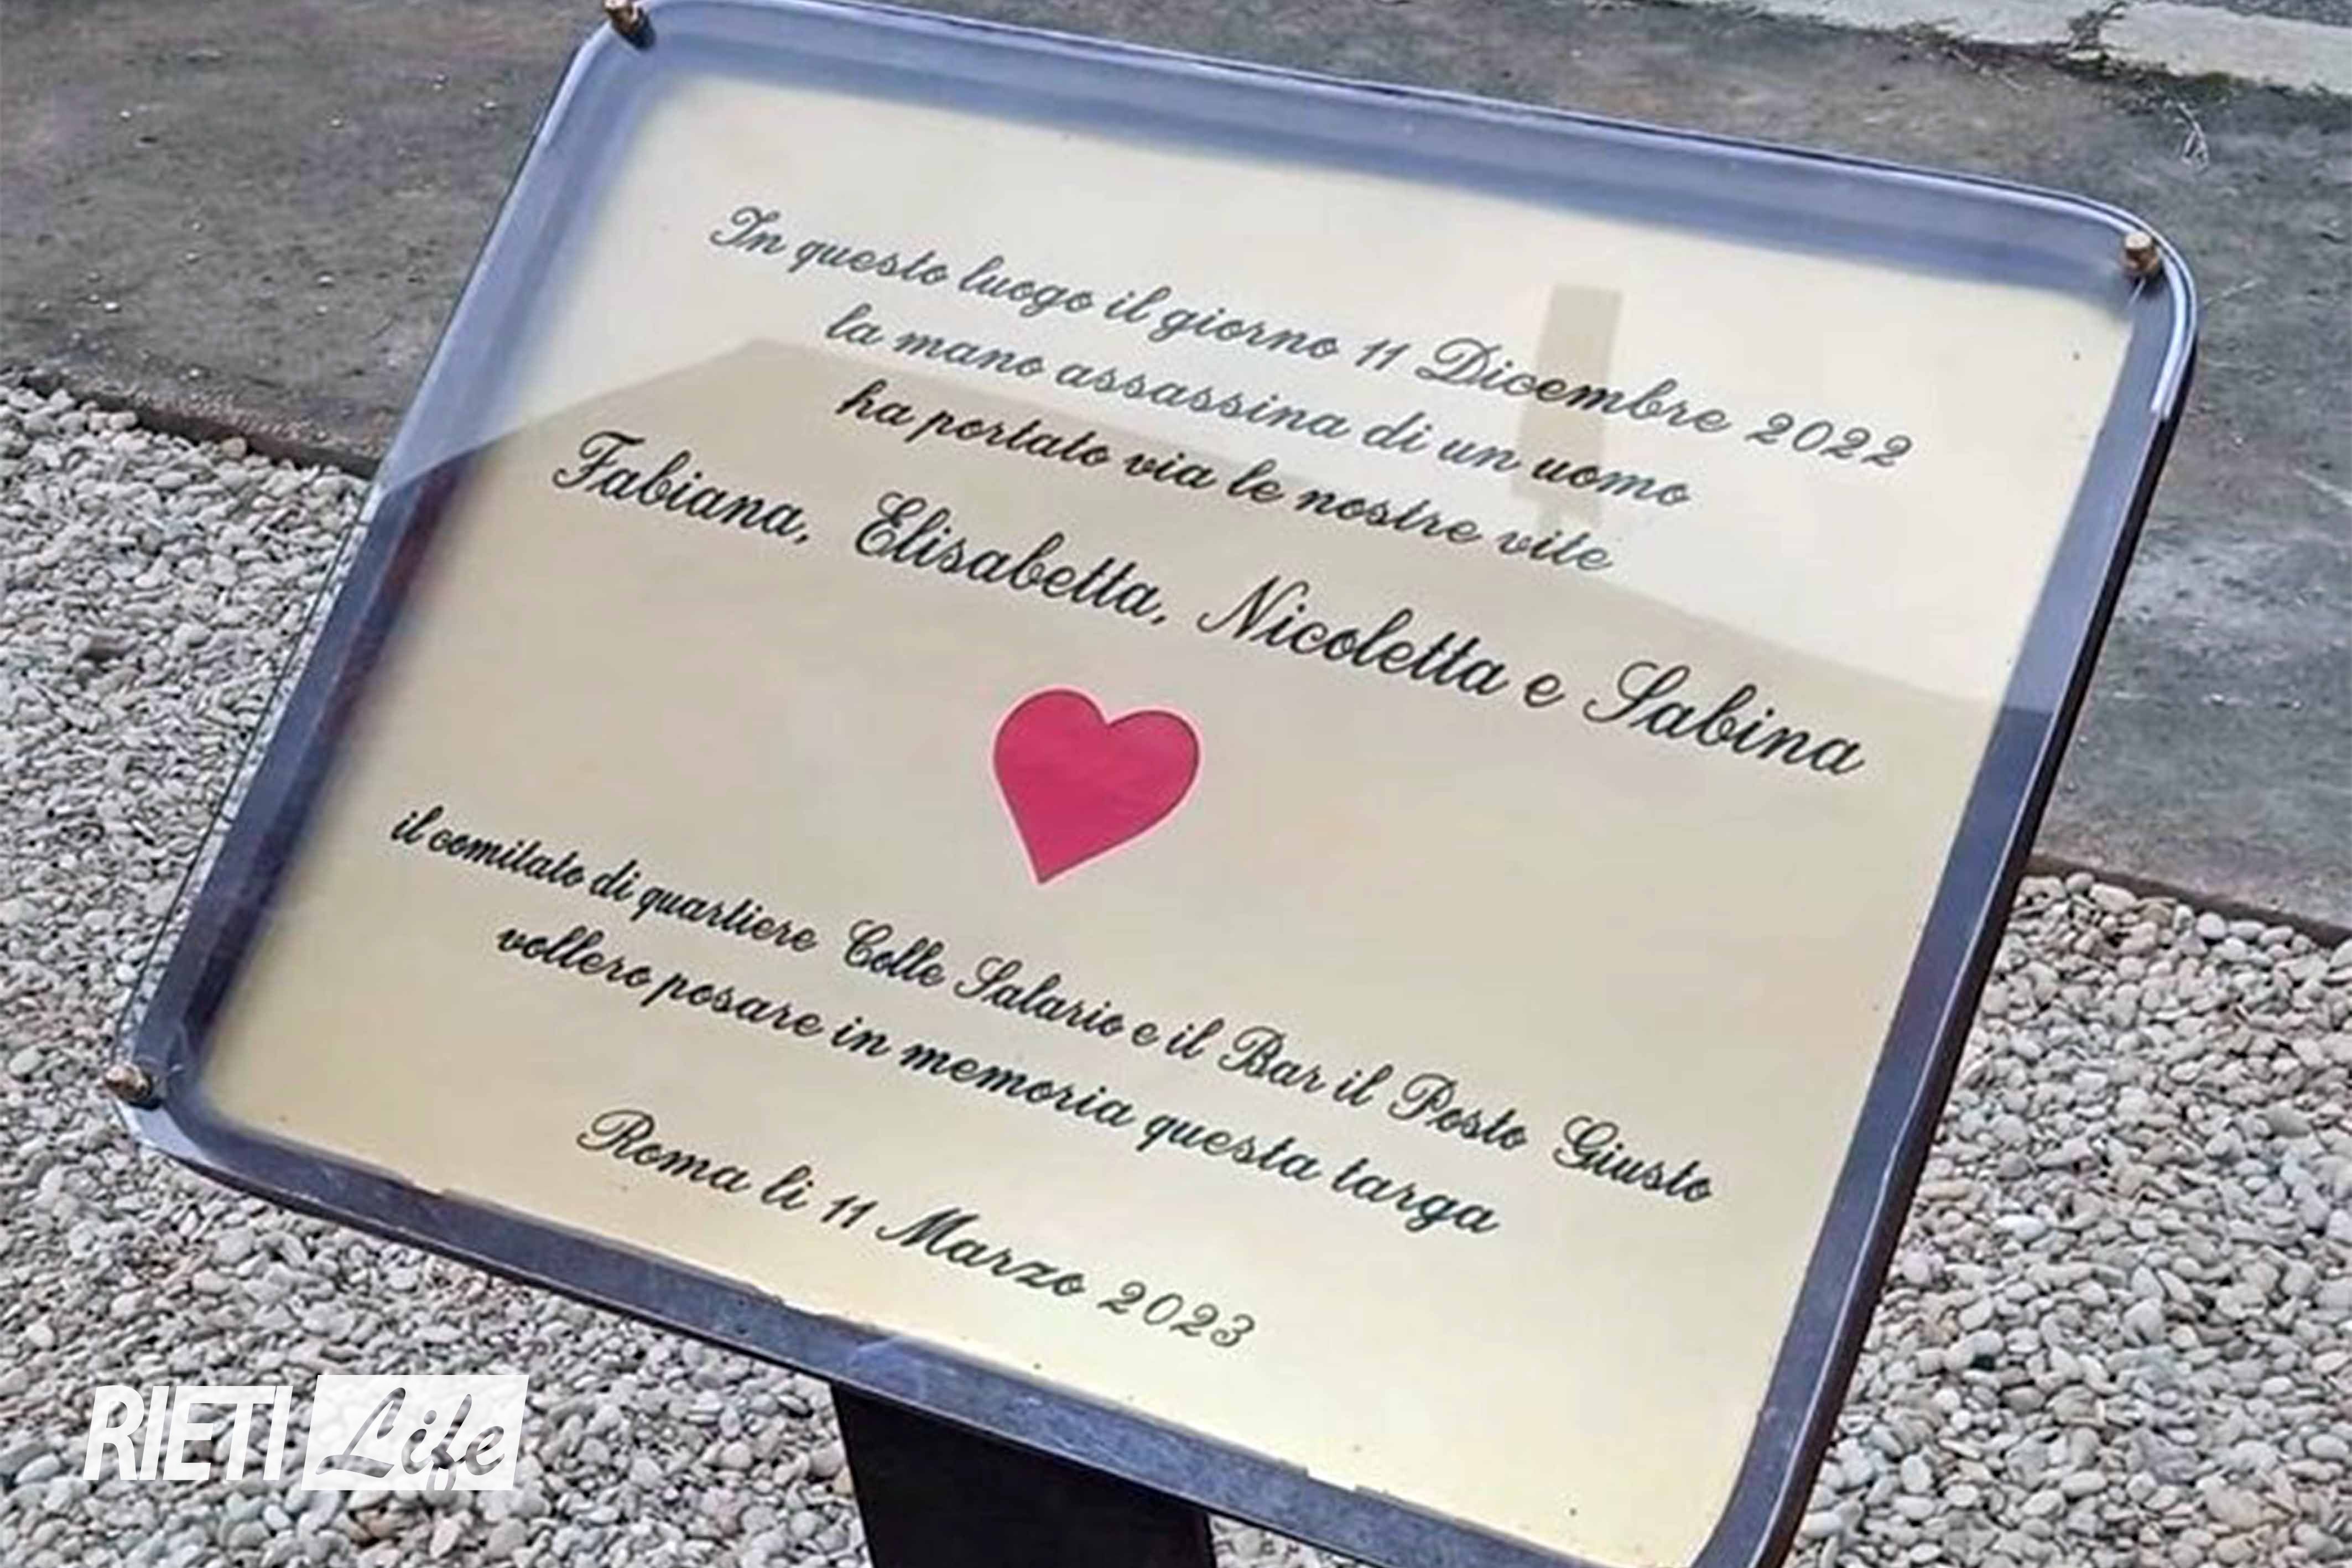 In questo luogo il giorno 11 Dicembre 2022
la mano assassina di un uomo
ha portato via le nostre vite
Fabiana, Elisabetta, Nicoletta e Sabina
il comitato di quartiere Colle Salario e il Bar il Posto Giusto
vollero posare in memoria questa targa
Roma lì 11 Marzo 2023
RIETI Life